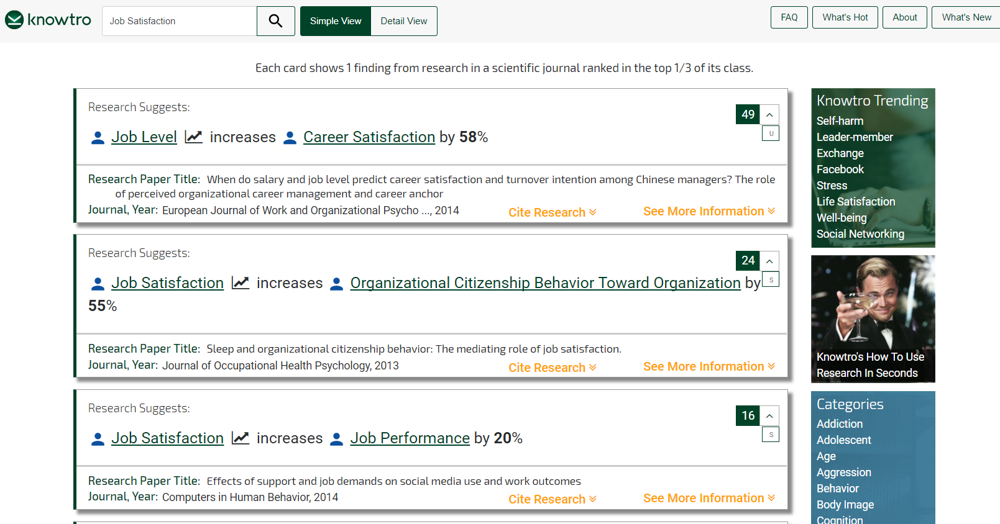 knowtro
Job Satisfaction
Simple View
Detail View
FAQ
What's Hot
About
What's New
Each card shows 1 finding from research in a scientific journal ranked in the top 1/3 of its class.
Research Suggests:
49
U
Job Level increases Career Satisfaction by 58%
Research Paper Title: When do salary and job level predict career satisfaction and turnover intention among Chinese managers? The role
of perceived organizational career management and career anchor
Journal, Year: European Journal of Work and Organizational Psycho ..., 2014
Cite Research
See More Information
Research Suggests:
24
S
Job Satisfaction increases Organizational Citizenship Behavior Toward Organization by
55%
Research Paper Title: Sleep and organizational citizenship behavior: The mediating role of job satisfaction.
Journal, Year: Journal of Occupational Health Psychology, 2013
Cite Research
See More Information
Research Suggests:
16
S
Job Satisfaction increases Job Performance by 20%
Research Paper Title: Effects of support and job demands on social media use and work outcomes
Journal, Year: Computers in Human Behavior, 2014
Cite Research
See More Information
Knowtro Trending
Self-harm
Leader-member
Exchange
Facebook
Stress
Life Satisfaction
Well-being
Social Networking
Knowtro's How To Use
Research In Seconds
Categories
Addiction
Adolescent
Age
Aggression
Behavior
Body Image
Cognition